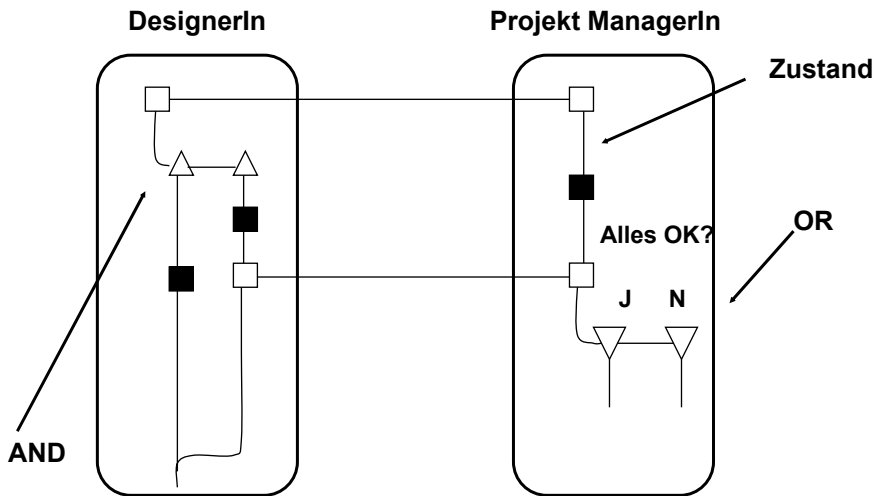 DesignerIn
Projekt ManagerIn
Zustand
Alles OK?
OR
J N
AND